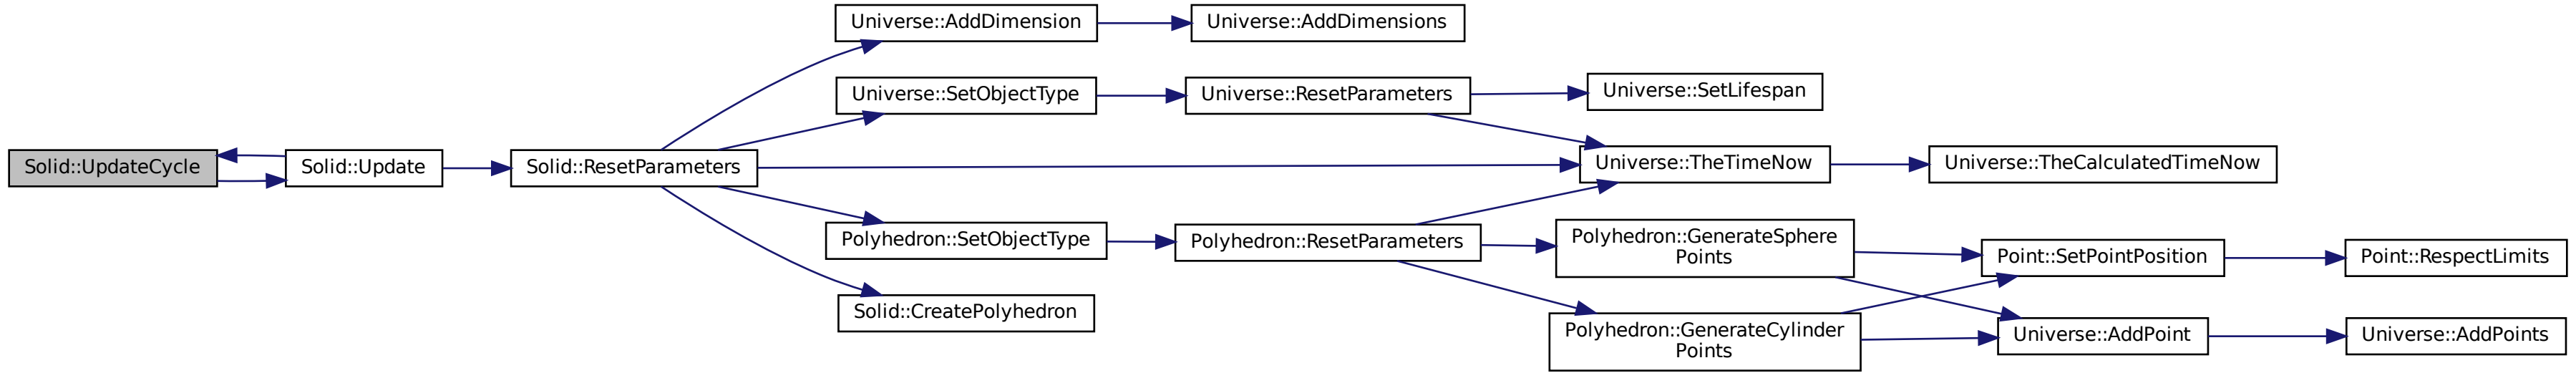 Universe::AddDimension
Universe::AddDimensions
Universe::SetObjectType
Universe::ResetParameters
Universe::SetLifespan
Solid::UpdateCycle
Solid::Update
Solid::ResetParameters
Universe::TheTimeNow
Universe::TheCalculatedTimeNow
Polyhedron::SetObjectType
Polyhedron::ResetParameters
Polyhedron::GenerateSphere
Points
Point::SetPointPosition
Point::RespectLimits
Solid::CreatePolyhedron
Polyhedron::GenerateCylinder
Points
Universe::AddPoint
Universe::AddPoints